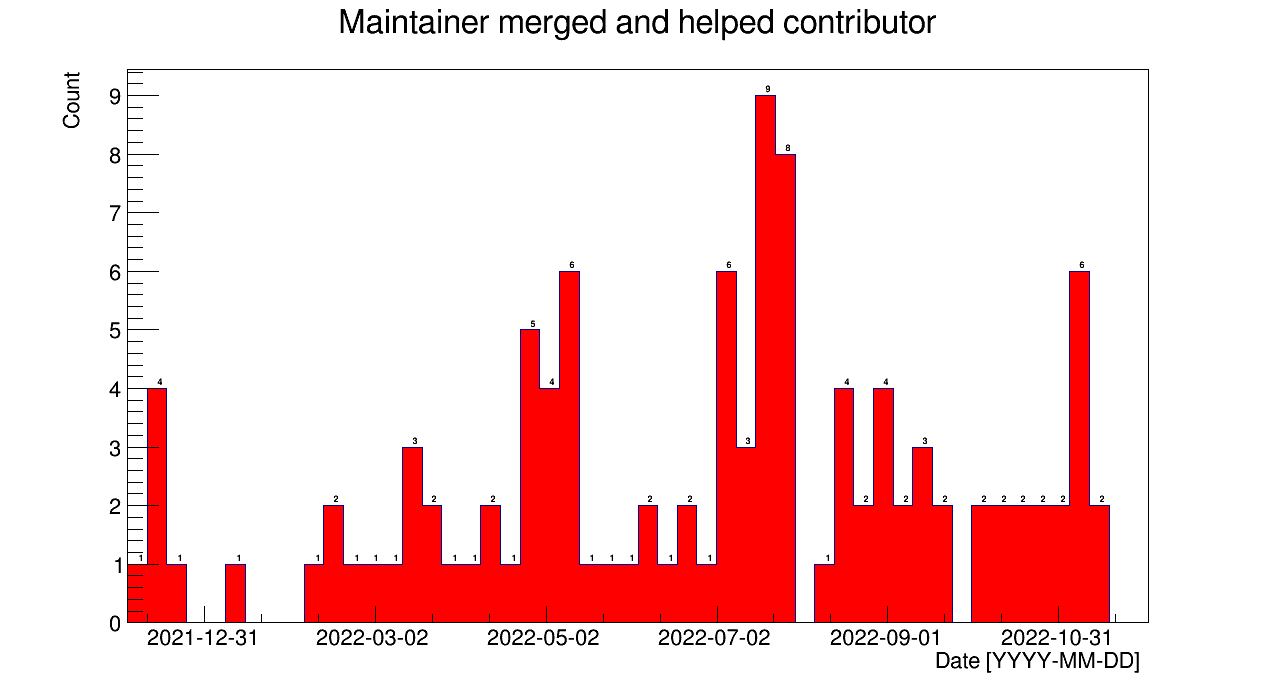 Maintainer merged and helped contributor
Count
9
8
7
6
5
4
3
2
1
0
1 4 1 1 1 2 1 1 1 3 2 1 1 2 1 5 4 6 1 1 1 2 1 2 1 6 3 9 8 1 4 2 4 2 3 2 2 2 2 2 2 6 2
2021-12-31 2022-03-02 2022-05-02 2022-07-02 2022-09-01 2022-10-31
Date [YYYY-MM-DD]